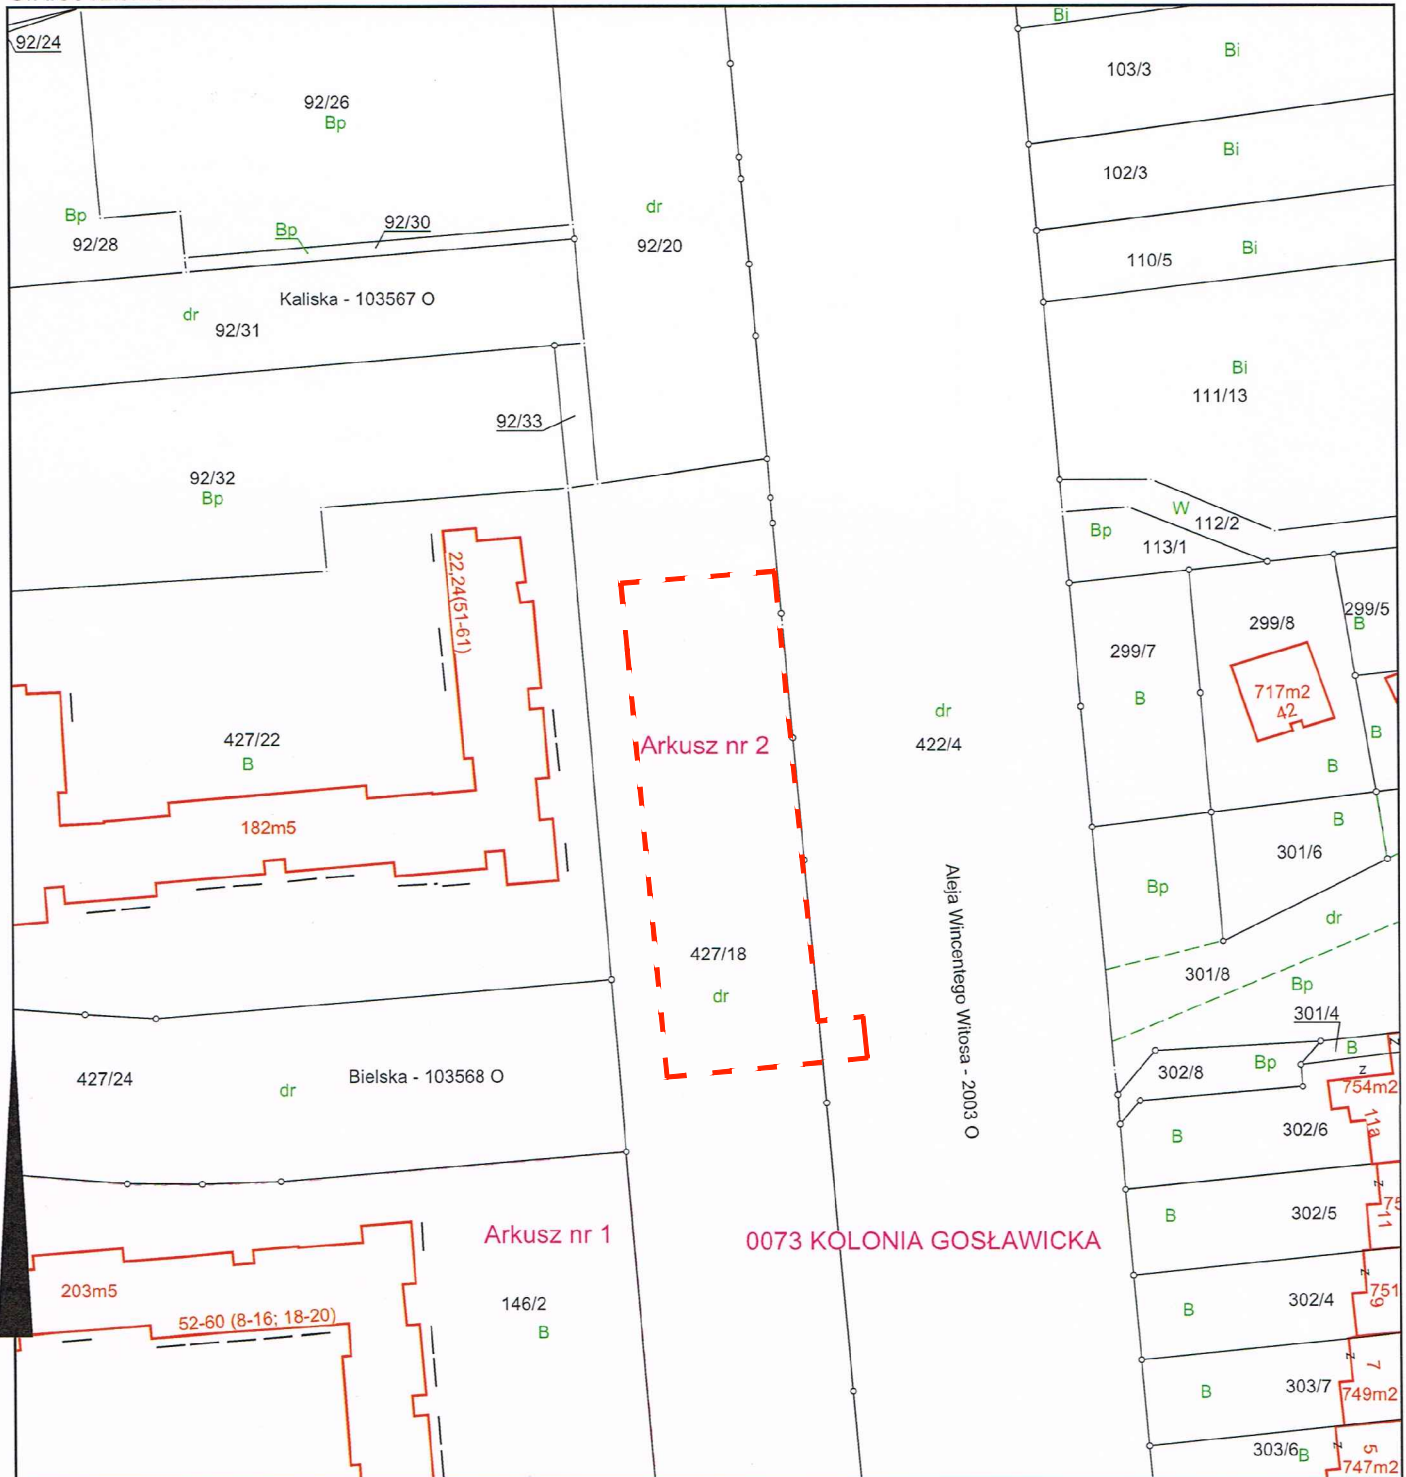 92/24
Bi
Bi
103/3
92/26
Bp
Bi
102/3
dr
92/20
Bp
92/28
Bp
92/30
Bi
110/5
Kaliska - 103567 O
dr
92/31
Bi
111/13
92/33
92/32
Bp
W
112/2
Bp
113/1
22,24(51-61)
299/5
B
299/8
299/7
B
717m2
42
dr
422/4
Arkusz nr 2
427/22
B
B
B
182m5
B
301/6
Bp
Aleja Wincentego Witosa - 2003 O
dr
427/18
dr
301/8
Bp
301/4
B
z
427/24
dr
Bielska - 103568 O
302/8
Bp
z
754m2
11a
302/6
B
z
75
11
302/5
B
Arkusz nr 1
0073 KOLONIA GOSŁAWICKA
203m5
52-60 (8-16; 18-20)
146/2
B
z
751
9
302/4
B
z
7
749m2
303/7
B
303/6
B
z
5
747m2